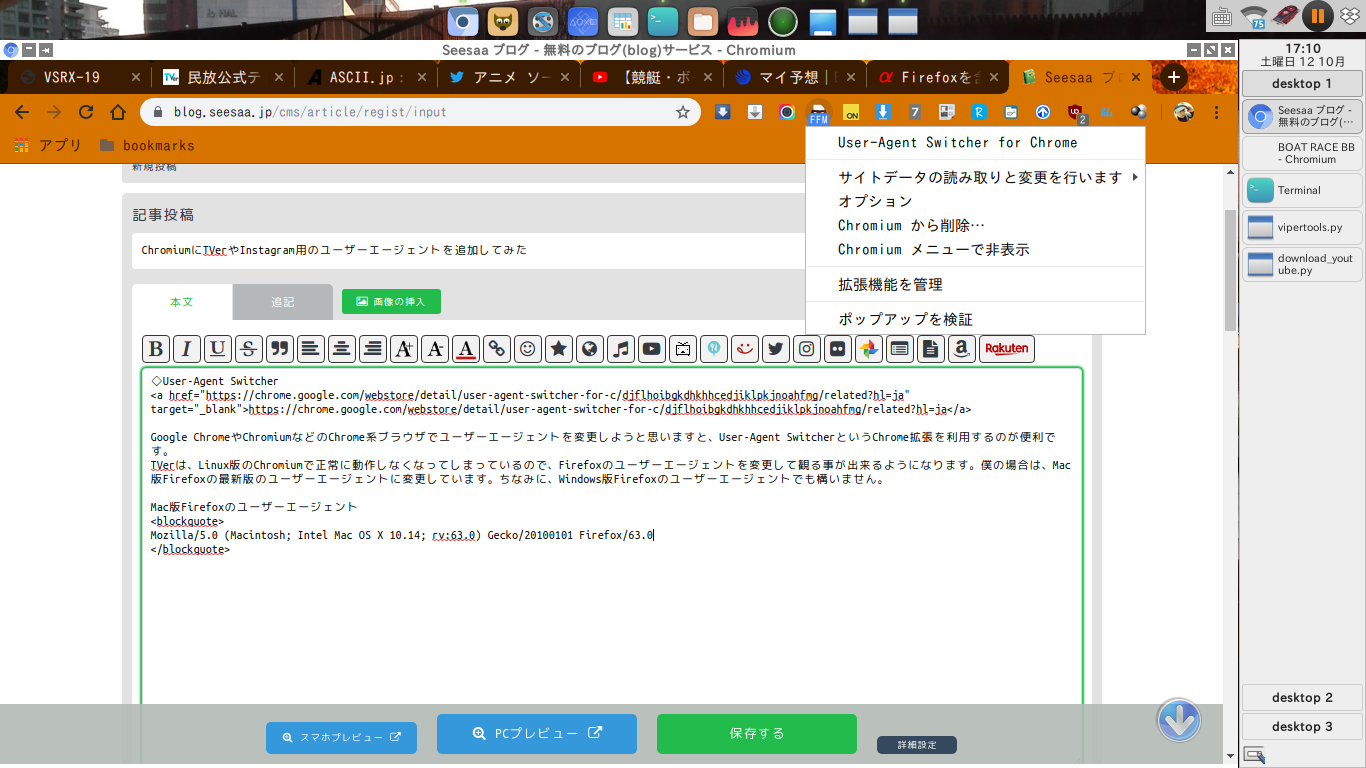 75
Seesaa ブログ - 無料のブログ(blog)サービス - Chromium
VSRX-19
民放公式テ
ASCII.jp：
アニメ ソー
【競艇・ボ
マイ予想｜
Firefoxを含
Seesaa ブロ
blog.seesaa.jp/cms/article/regist/input
FFM
ON
7
2
アプリ
bookmarks
User-Agent Switcher for Chrome
サイトデータの読み取りと変更を行います
オプション
Chromium から削除…
Chromium メニューで非表示
拡張機能を管理
ポップアップを検証
新規投稿
記事投稿
ChromiumにTVerやInstagram用のユーザーエージェントを追加してみた
本文
追記
画像の挿入
B I U S A+ A- A a Rakuten
◇User-Agent Switcher
<a href="https://chrome.google.com/webstore/detail/user-agent-switcher-for-c/djflhoibgkdhkhhcedjiklpkjnoahfmg/related?hl=ja"
target="_blank">https://chrome.google.com/webstore/detail/user-agent-switcher-for-c/djflhoibgkdhkhhcedjiklpkjnoahfmg/related?hl=ja</a>
Google ChromeやChromiumなどのChrome系ブラウザでユーザーエージェントを変更しようと思いますと、User-Agent SwitcherというChrome拡張を利用するのが便利で
す。
TVerは、Linux版のChromiumで正常に動作しなくなってしまっているので、Firefoxのユーザーエージェントを変更して観る事が出来るようになります。僕の場合は、Mac
版Firefoxの最新版のユーザーエージェントに変更しています。ちなみに、Windows版Firefoxのユーザーエージェントでも構いません。
Mac版Firefoxのユーザーエージェント
<blockquote>
Mozilla/5.0 (Macintosh; Intel Mac OS X 10.14; rv:63.0) Gecko/20100101 Firefox/63.0
</blockquote>
スマホプレビュー
PCプレビュー
保存する
詳細設定
17:10
土曜日 12 10月
desktop 1
Seesaa ブログ -
無料のブログ(…
BOAT RACE BB
- Chromium
Terminal
vipertools.py
download_yout
ube.py
desktop 2
desktop 3